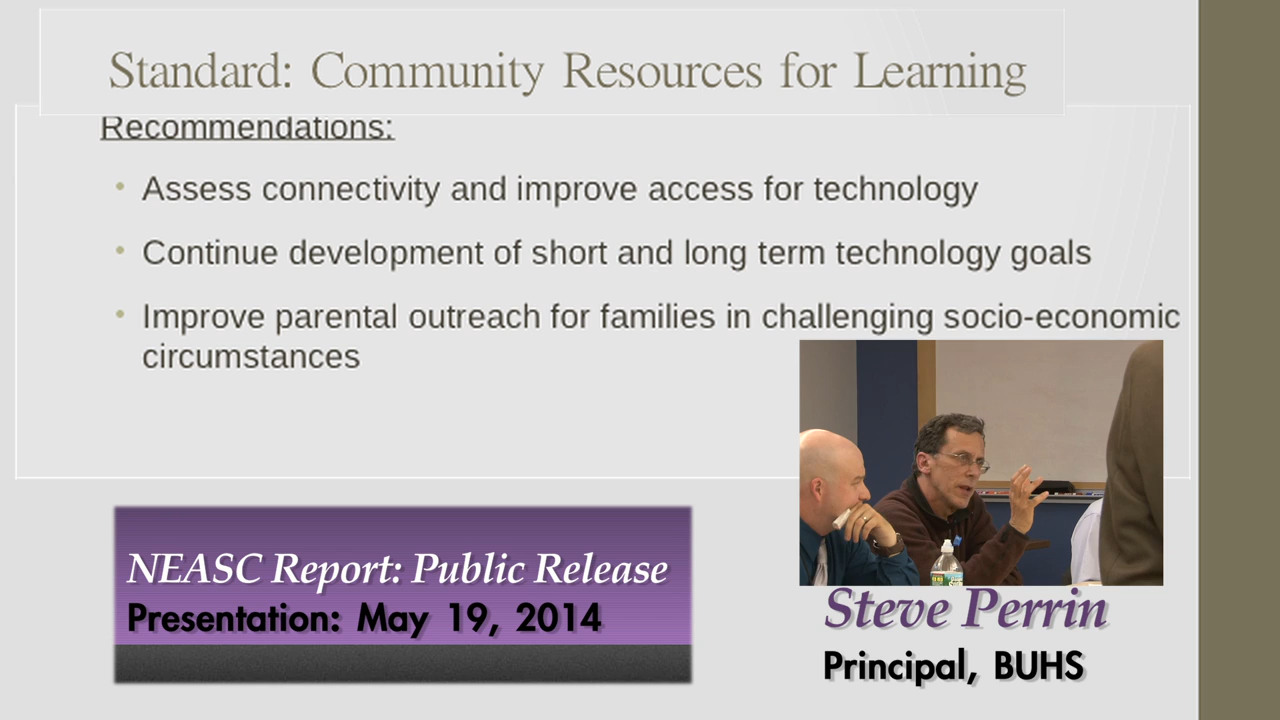 Standard: Community Resources for Learning
Recommendations:
• Assess connectivity and improve access for technology
• Continue development of short and long term technology goals
• Improve parental outreach for families in challenging socio-economic
circumstances
NEASC Report: Public Release
Presentation: May 19, 2014
Steve Perrin
Principal, BUHS